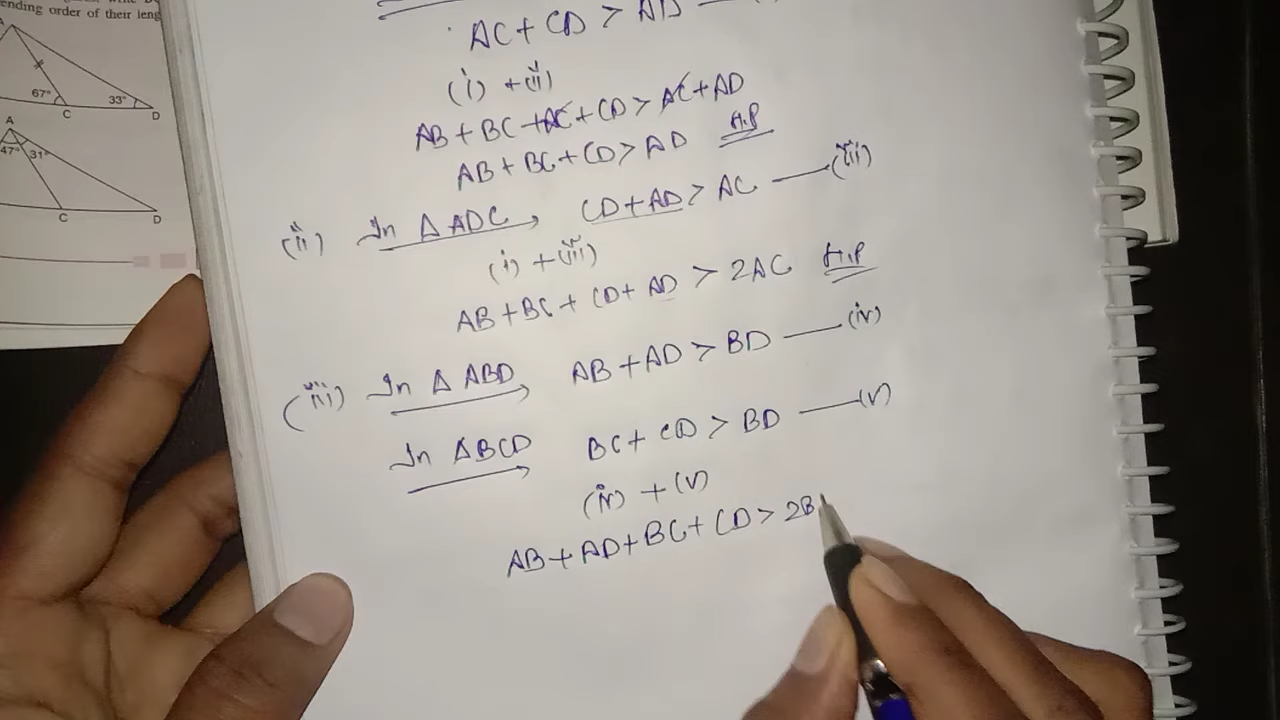 ending order of their leng
A
67°
33°
C
D
A
47°
31°
C
D
AC + CD > AD
(i) + (ii)
AB + BC + AC + CD > AC + AD
AB + BC + CD > AD H.P
(ii) In △ ADC, CD + AD > AC — (iii)
(i) + (iii)
AB + BC + CD + AD > 2AC H.P
(iii) In △ ABD AB + AD > BD — (iv)
In △BCD BC + CD > BD — (v)
(iv) + (v)
AB + AD + BC + CD > 2B